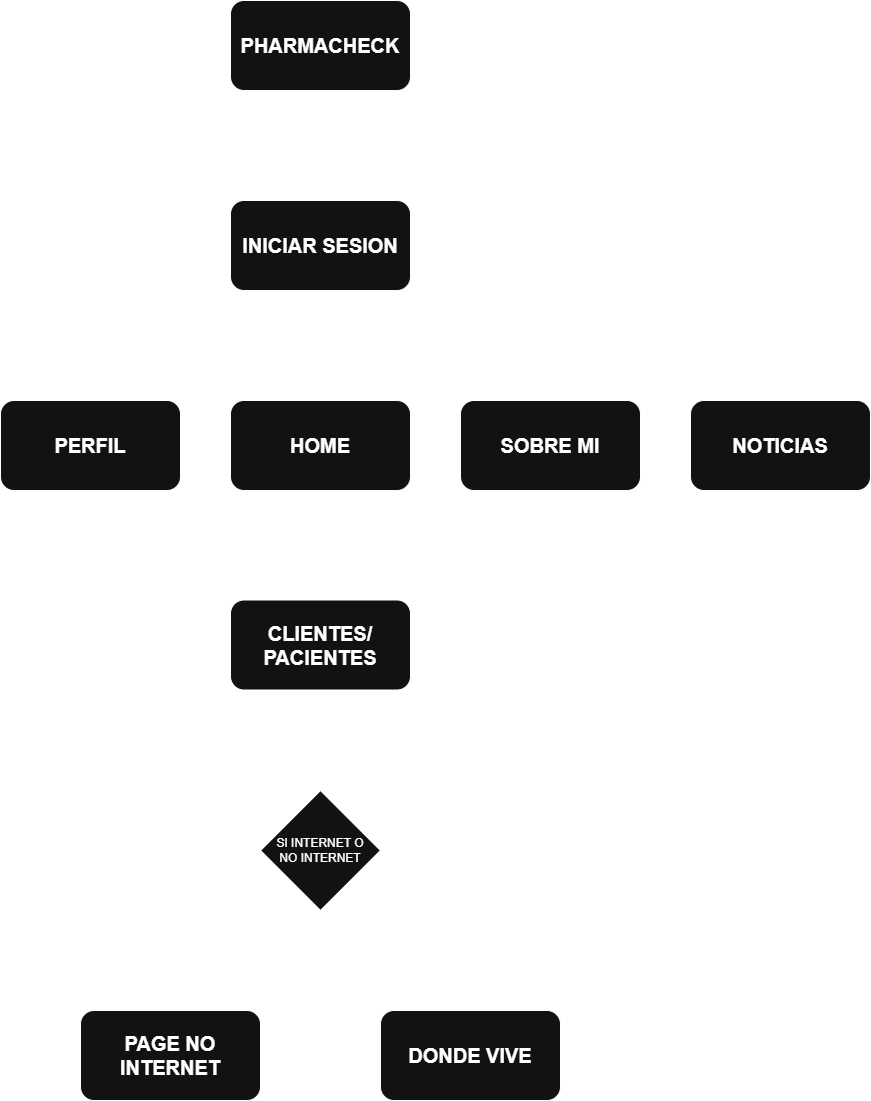 PHARMACHECK
INICIAR SESION
PERFIL
HOME
SOBRE MI
NOTICIAS
CLIENTES/
PACIENTES
SI INTERNET O
NO INTERNET
PAGE NO
INTERNET
DONDE VIVE